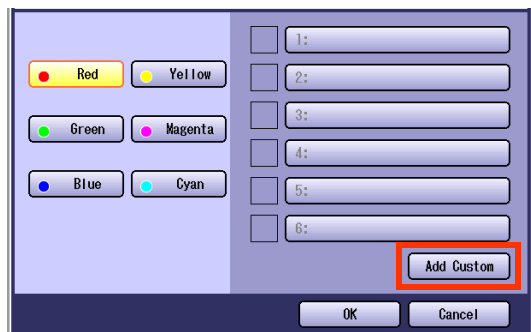 Red
Yellow
Green
Magenta
Blue
Cyan
1:
2:
3:
4:
5:
6:
Add Custom
OK
Cancel